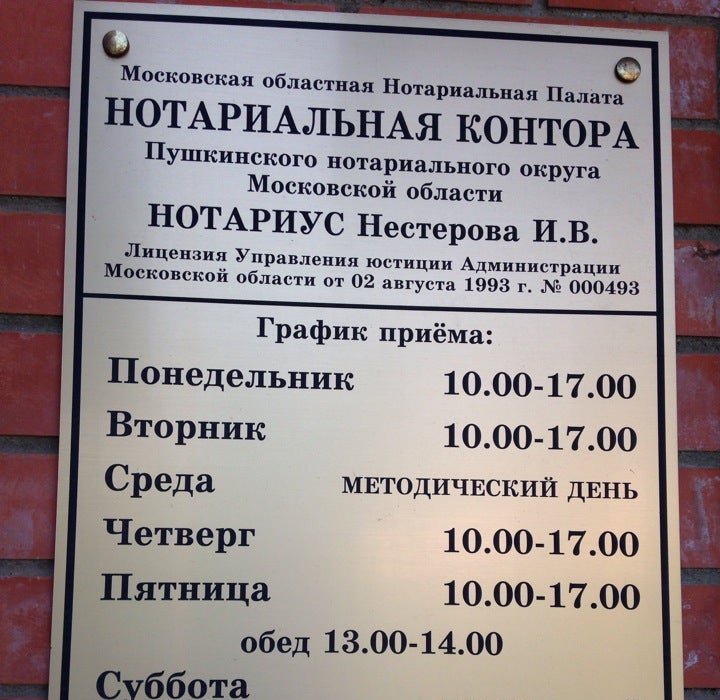 Московская областная Нотариальная Палата
НОТАРИАЛЬНАЯ КОНТОРА
Пушкинского нотариального округа
Московской области
НОТАРИУС Нестерова И.В.
Лицензия Управления юстиции Администрации
Московской области от 02 августа 1993 г. № 000493
График приёма:
Понедельник 10.00-17.00
Вторник 10.00-17.00
Среда МЕТОДИЧЕСКИЙ ДЕНЬ
Четверг 10.00-17.00
Пятница 10.00-17.00
обед 13.00-14.00
Суббота